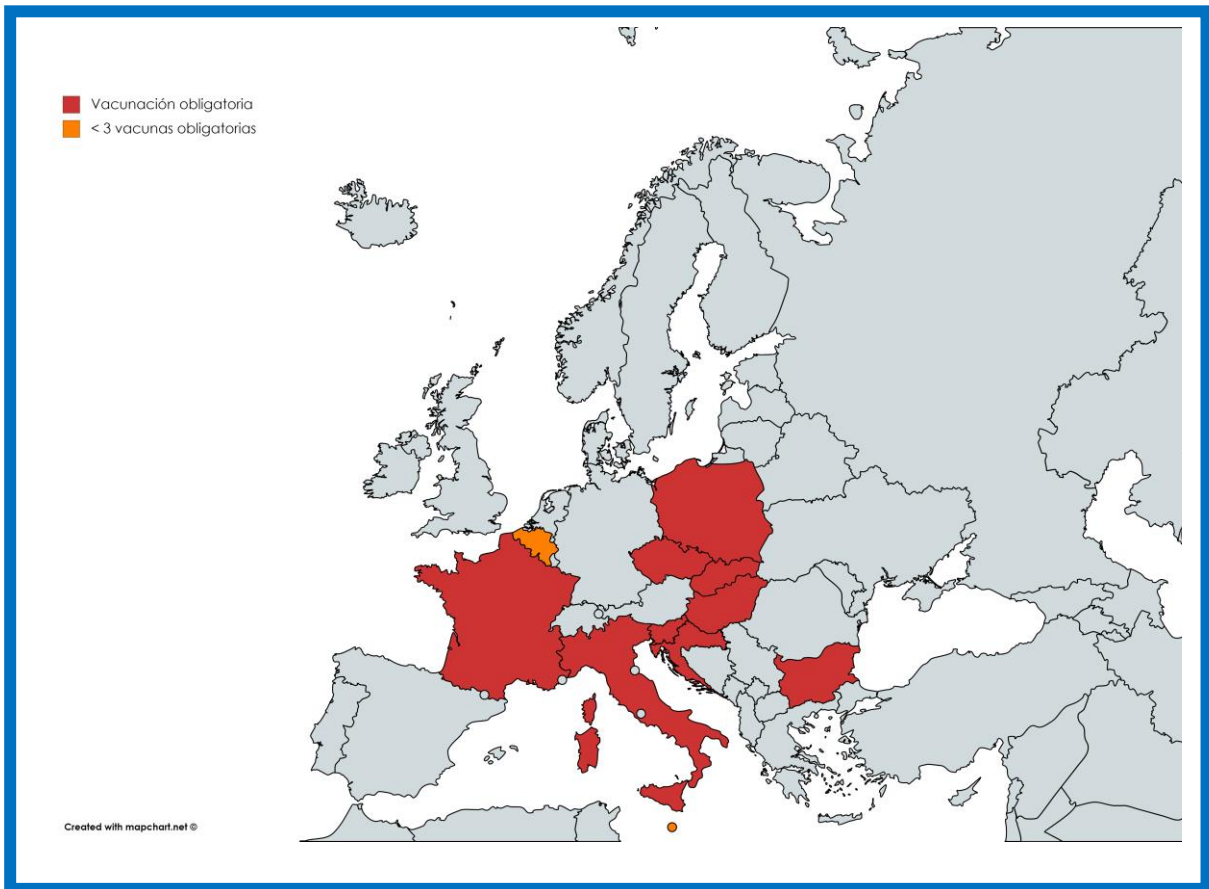 Vacunación obligatoria
< 3 vacunas obligatorias
Created with mapchart.net ©